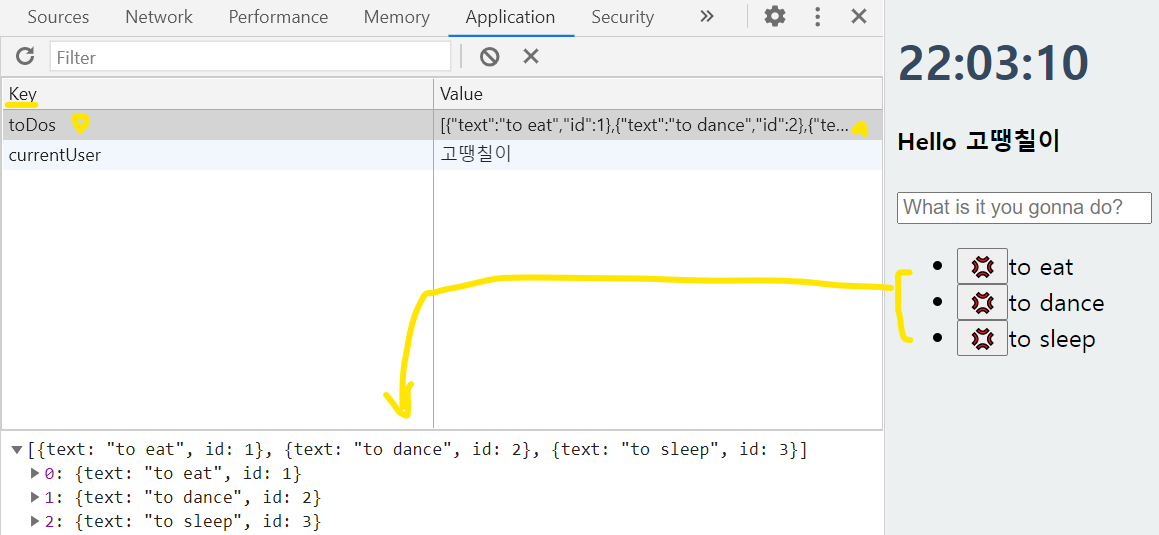 Sources Network Performance Memory Application Security
Filter
Key Value
toDos [{"text":"to eat","id":1},{"text":"to dance","id":2},{"te...
currentUser 고땡칠이
[{text: "to eat", id: 1}, {text: "to dance", id: 2}, {text: "to sleep", id: 3}]
0: {text: "to eat", id: 1}
1: {text: "to dance", id: 2}
2: {text: "to sleep", id: 3}
22:03:10
Hello 고땡칠이
What is it you gonna do?
to eat
to dance
to sleep